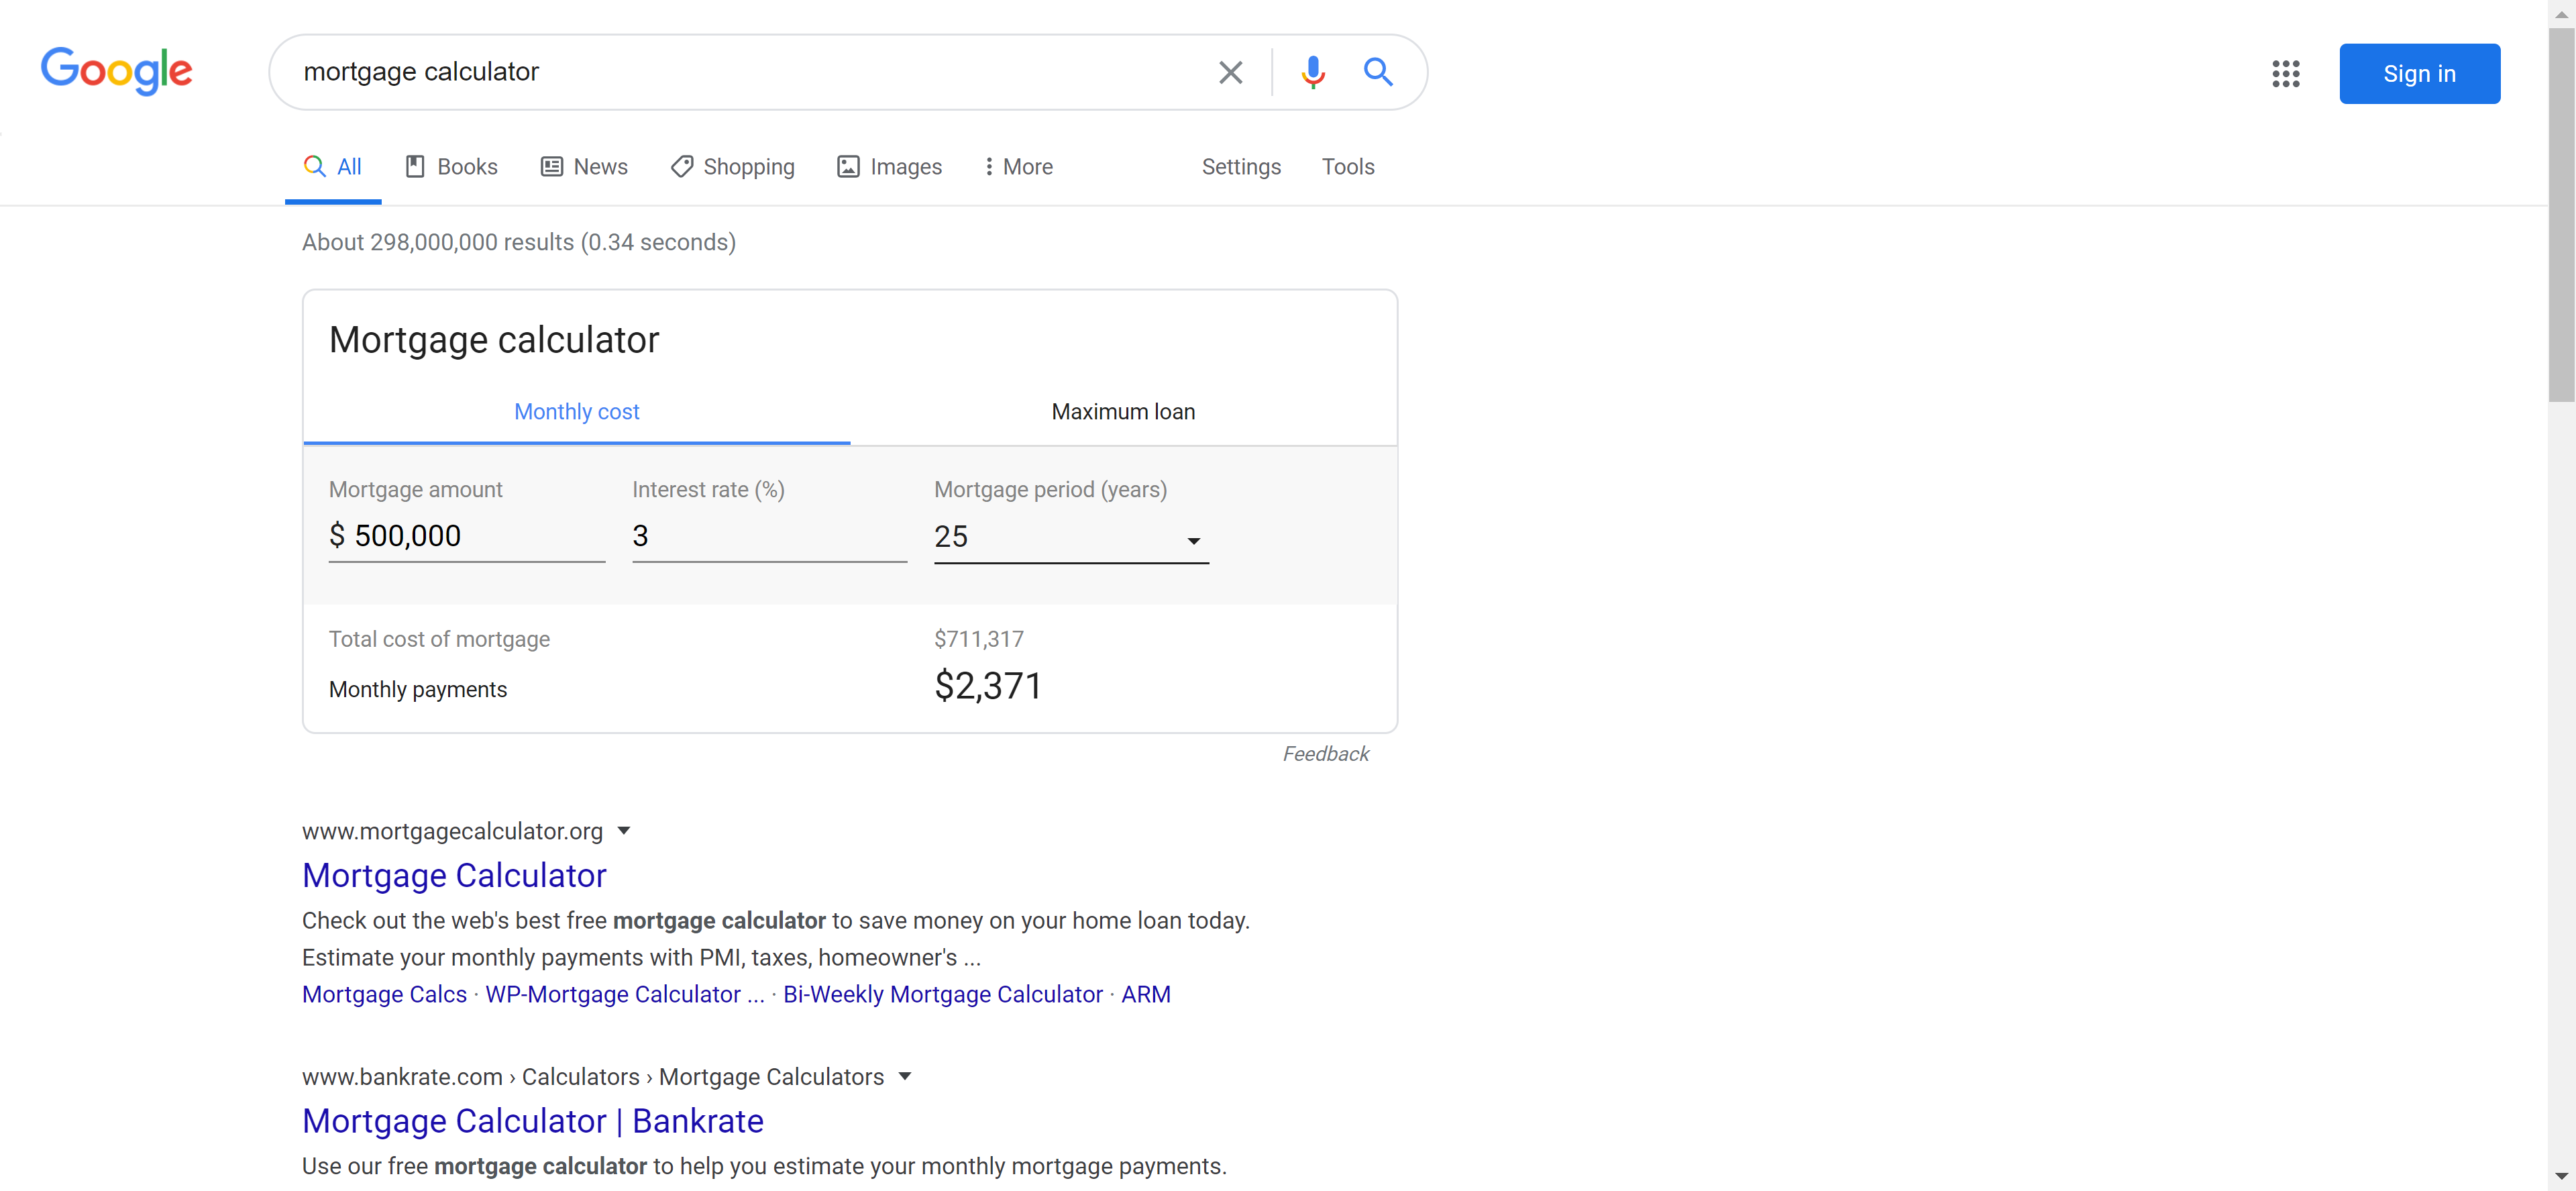 Google
mortgage calculator
Sign in
All Books News Shopping Images More Settings Tools
About 298,000,000 results (0.34 seconds)
Mortgage calculator
Monthly cost Maximum loan
Mortgage amount Interest rate (%) Mortgage period (years)
$ 500,000 3 25
Total cost of mortgage $711,317
Monthly payments $2,371
Feedback
www.mortgagecalculator.org
Mortgage Calculator
Check out the web's best free mortgage calculator to save money on your home loan today.
Estimate your monthly payments with PMI, taxes, homeowner's ...
Mortgage Calcs · WP-Mortgage Calculator ... · Bi-Weekly Mortgage Calculator · ARM
www.bankrate.com › Calculators › Mortgage Calculators
Mortgage Calculator | Bankrate
Use our free mortgage calculator to help you estimate your monthly mortgage payments.